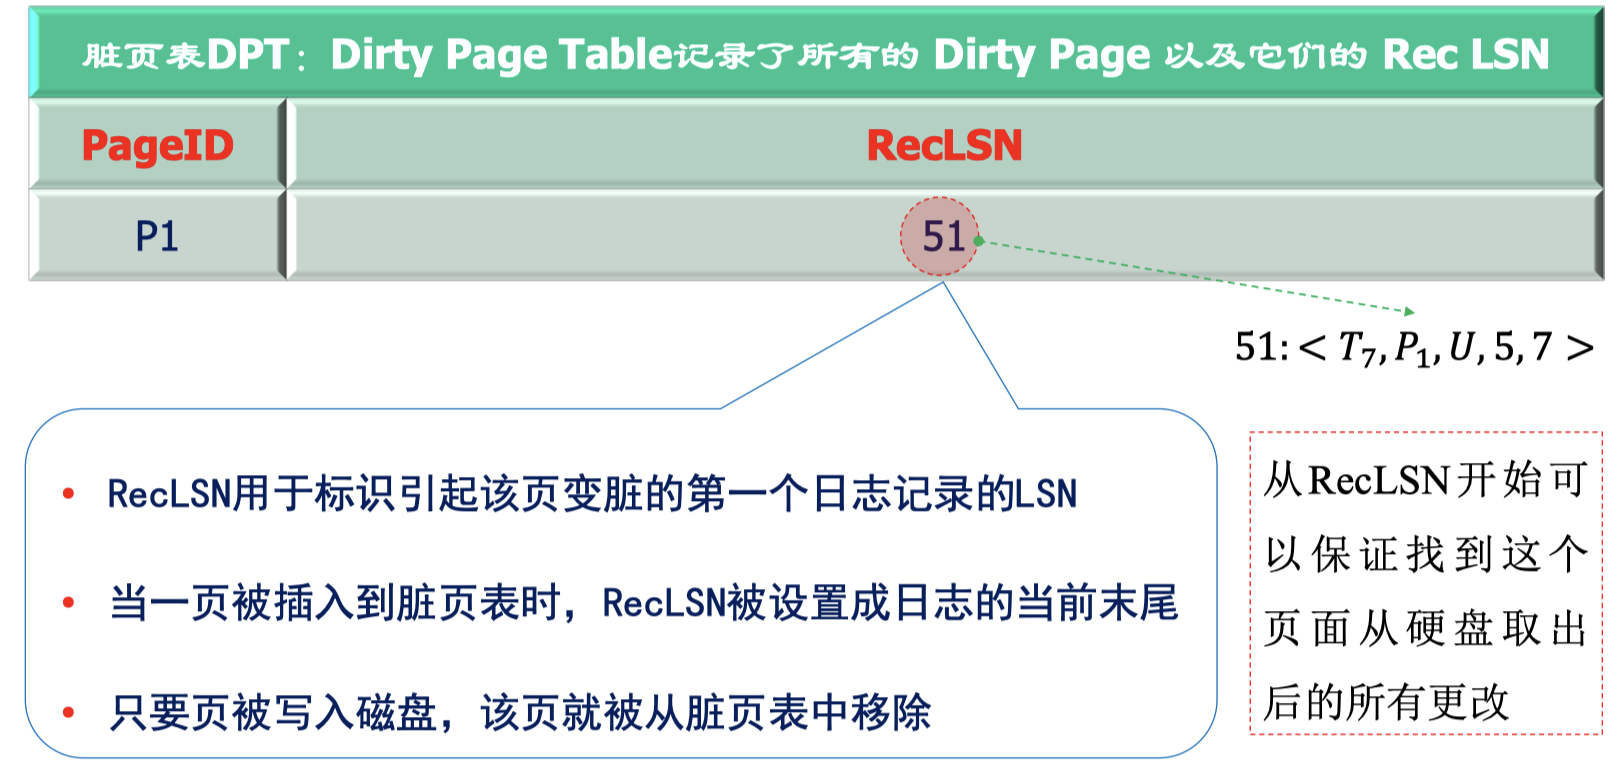 脏页表DPT：Dirty Page Table记录了所有的 Dirty Page 以及它们的 Rec LSN
PageID RecLSN
P1 51
51:< T₇, P₁, U, 5, 7 >
• RecLSN用于标识引起该页变脏的第一个日志记录的LSN
• 当一页被插入到脏页表时，RecLSN被设置成日志的当前末尾
• 只要页被写入磁盘，该页就被从脏页表中移除
从RecLSN开始可
以保证找到这个
页面从硬盘取出
后的所有更改